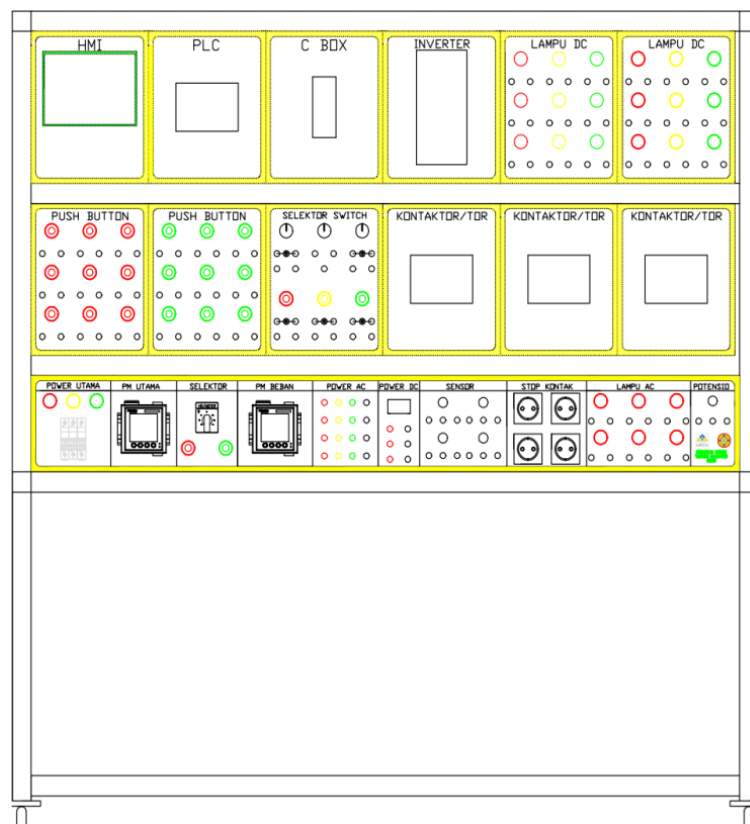 HMI
PLC
C BOX
INVERTER
LAMPU DC
LAMPU DC
PUSH BUTTON
PUSH BUTTON
SELEKTOR SWITCH
KONTAKTOR/TOR
KONTAKTOR/TOR
KONTAKTOR/TOR
POWER UTAMA
PM UTAMA
SELEKTOR
PM BEBAN
POWER AC
POWER DC
SENSOR
STOP KONTAK
LAMPU AC
POTENSIO